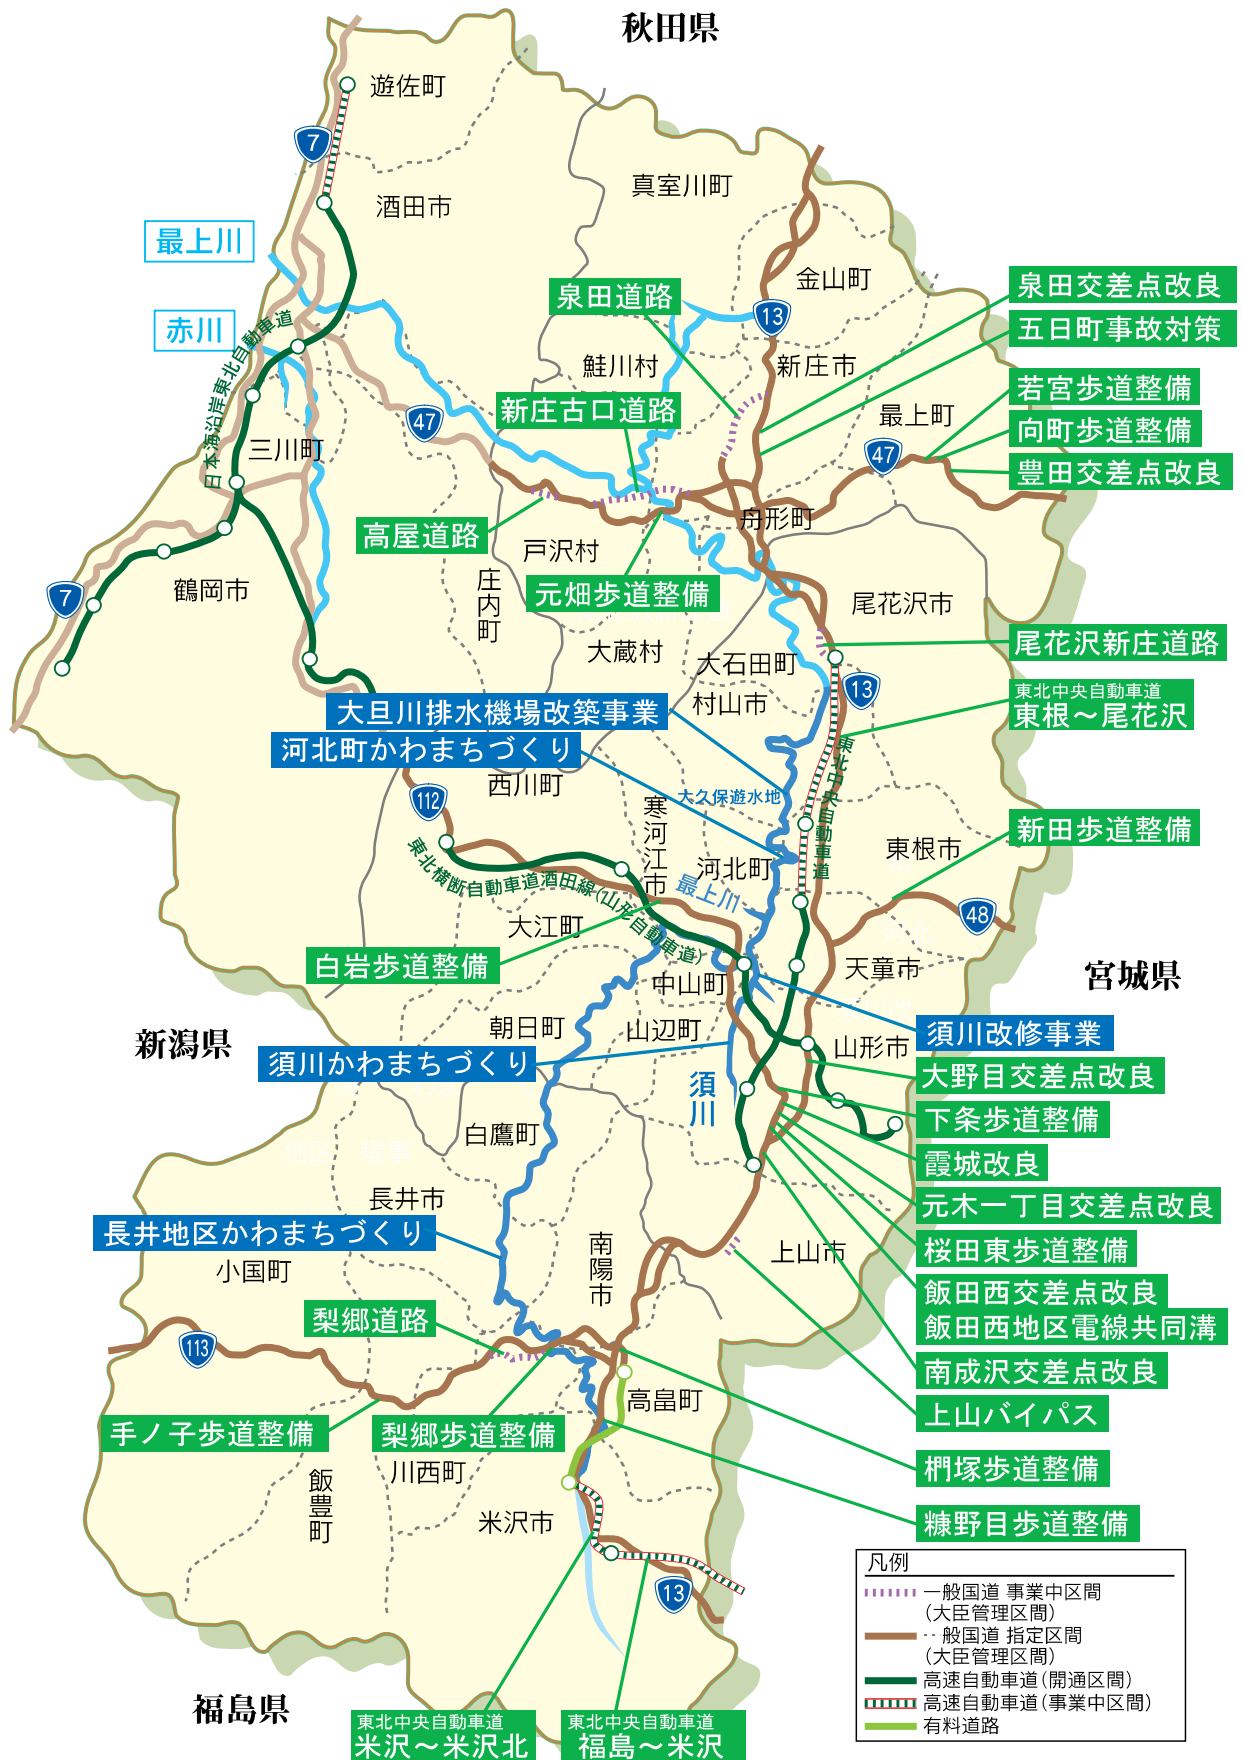 秋田県
遊佐町
7
真室川町
酒田市
最上川
金山町
泉田交差点改良
泉田道路
13
赤川
五日町事故対策
日本海沿岸東北自動車道
鮭川村
新庄市
若宮歩道整備
新庄古口道路
最上町
47
向町歩道整備
三川町
47
豊田交差点改良
高屋道路
舟形町
戸沢村
鶴岡市
庄内町
元畑歩道整備
7
尾花沢市
大蔵村
尾花沢新庄道路
大石田町
村山市
13
東北中央自動車道
東根～尾花沢
大旦川排水機場改築事業
河北町かわまちづくり
東北中央自動車道
西川町
112
大久保遊水地
寒河江市
新田歩道整備
東根市
河北町
東北横断自動車道酒田線(山形自動車道)
最上川
大江町
48
白岩歩道整備
天童市
宮城県
中山町
新潟県
朝日町
山辺町
須川改修事業
山形市
須川かわまちづくり
大野目交差点改良
須川
下条歩道整備
白鷹町
霞城改良
長井市
元木一丁目交差点改良
長井地区かわまちづくり
南陽市
上山市
桜田東歩道整備
小国町
飯田西交差点改良
梨郷道路
飯田西地区電線共同溝
113
南成沢交差点改良
高畠町
上山バイパス
手ノ子歩道整備
梨郷歩道整備
川西町
椚塚歩道整備
飯豊町
米沢市
糠野目歩道整備
凡例
13
一般国道 事業中区間
(大臣管理区間)
一般国道 指定区間
(大臣管理区間)
高速自動車道(開通区間)
高速自動車道(事業中区間)
有料道路
福島県
東北中央自動車道
米沢～米沢北
東北中央自動車道
福島～米沢